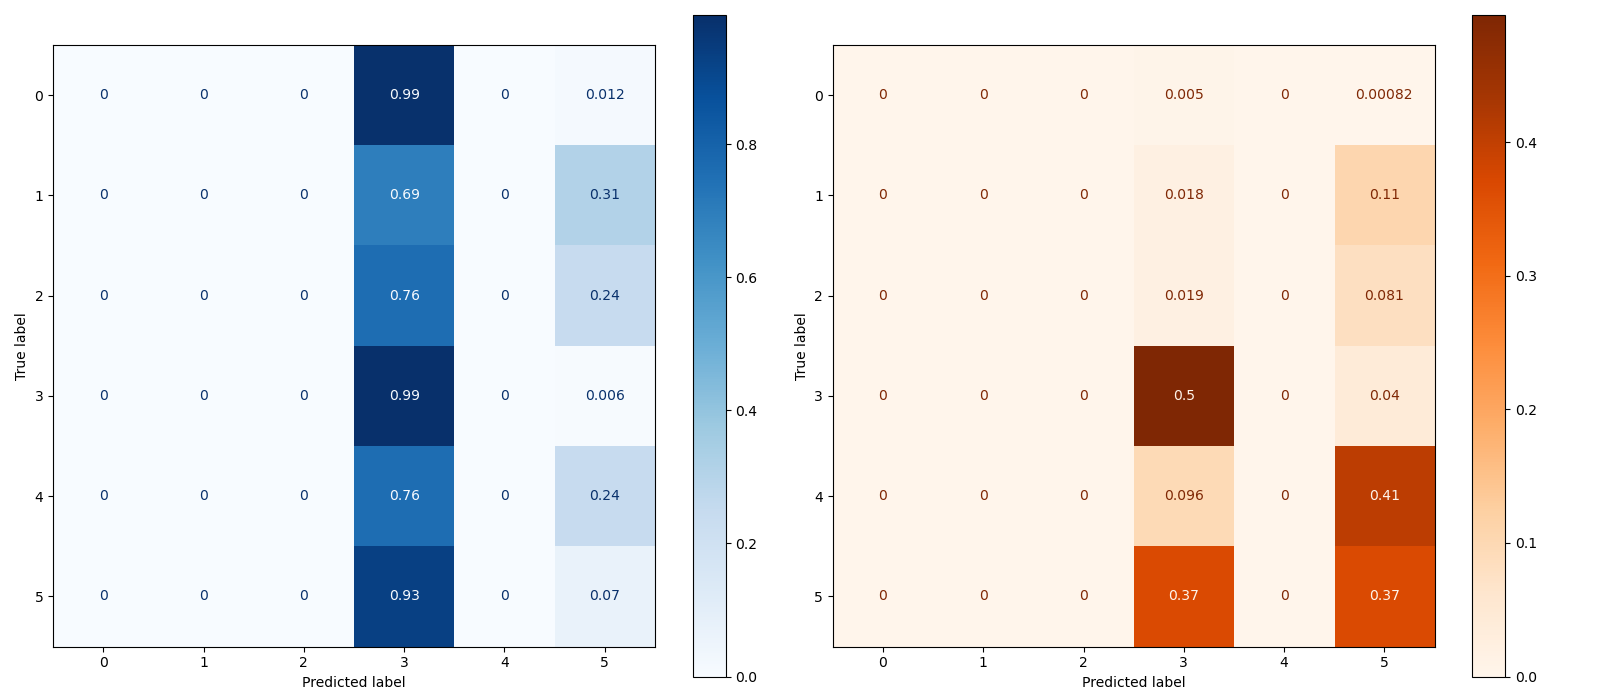 0 0 0 0 0.99 0 0.012
1 0 0 0 0.69 0 0.31
2 0 0 0 0.76 0 0.24
3 0 0 0 0.99 0 0.006
4 0 0 0 0.76 0 0.24
5 0 0 0 0.93 0 0.07
0 1 2 3 4 5
True label
Predicted label
0.8
0.6
0.4
0.2
0.0
0 0 0 0 0.005 0 0.00082
1 0 0 0 0.018 0 0.11
2 0 0 0 0.019 0 0.081
3 0 0 0 0.5 0 0.04
4 0 0 0 0.096 0 0.41
5 0 0 0 0.37 0 0.37
0 1 2 3 4 5
True label
Predicted label
0.4
0.3
0.2
0.1
0.0